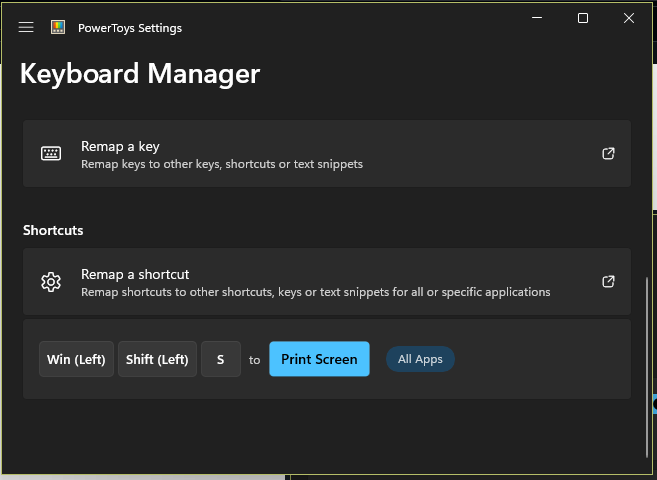 PowerToys Settings
Keyboard Manager
Remap a key
Remap keys to other keys, shortcuts or text snippets
Shortcuts
Remap a shortcut
Remap shortcuts to other shortcuts, keys or text snippets for all or specific applications
Win (Left) Shift (Left) S to Print Screen All Apps